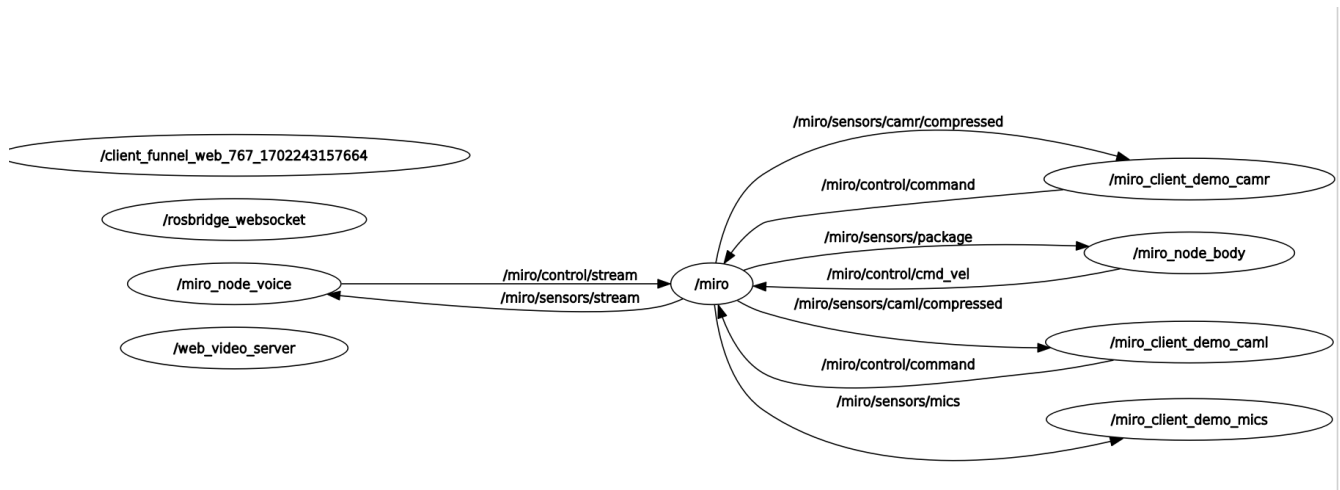 /miro/sensors/camr/compressed
/client_funnel_web_767_1702243157664
/miro_client_demo_camr
/miro/control/command
/rosbridge_websocket
/miro/sensors/package
/miro_node_body
/miro/control/stream
/miro/control/cmd_vel
/miro_node_voice
/miro
/miro/sensors/stream
/miro/sensors/caml/compressed
/web_video_server
/miro_client_demo_caml
/miro/control/command
/miro/sensors/mics
/miro_client_demo_mics